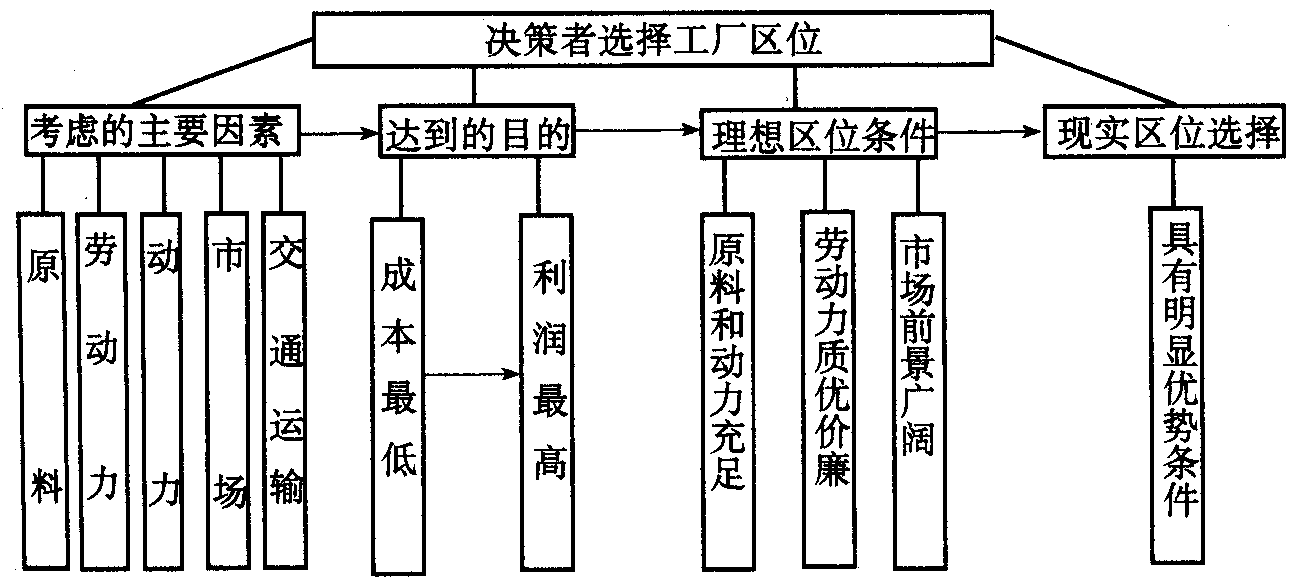 决策者选择工厂区位
考虑的主要因素
达到的目的
理想区位条件
现实区位选择
原料
劳动力
动力
市场
交通运输
成本最低
利润最高
原料和动力充足
劳动力质优价廉
市场前景广阔
具有明显优势条件